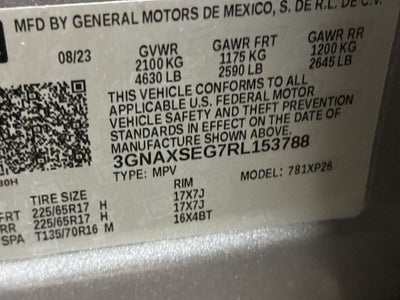 MFD BY GENERAL MOTORS DE MEXICO, S. DE R.L. DE C.V.
08/23 GVWR GAWR FRT GAWR RR
2100 KG 1175 KG 1200 KG
4630 LB 2590 LB 2645 LB
THIS VEHICLE CONFORMS TO ALL
APPLICABLE U.S. FEDERAL MOTOR
VEHICLE SAFETY AND THEFT PREVENTION
STANDARDS IN EFFECT ON THE DATE OF
MANUFACTURE SHOWN ABOVE.
3GNAXSEG7RL153788
TYPE: MPV MODEL: 781XP26
TIRE SIZE RIM
FRT 225/65R17 H 17X7J
RR 225/65R17 H 17X7J
SPA T135/70R16 M 16X4BT